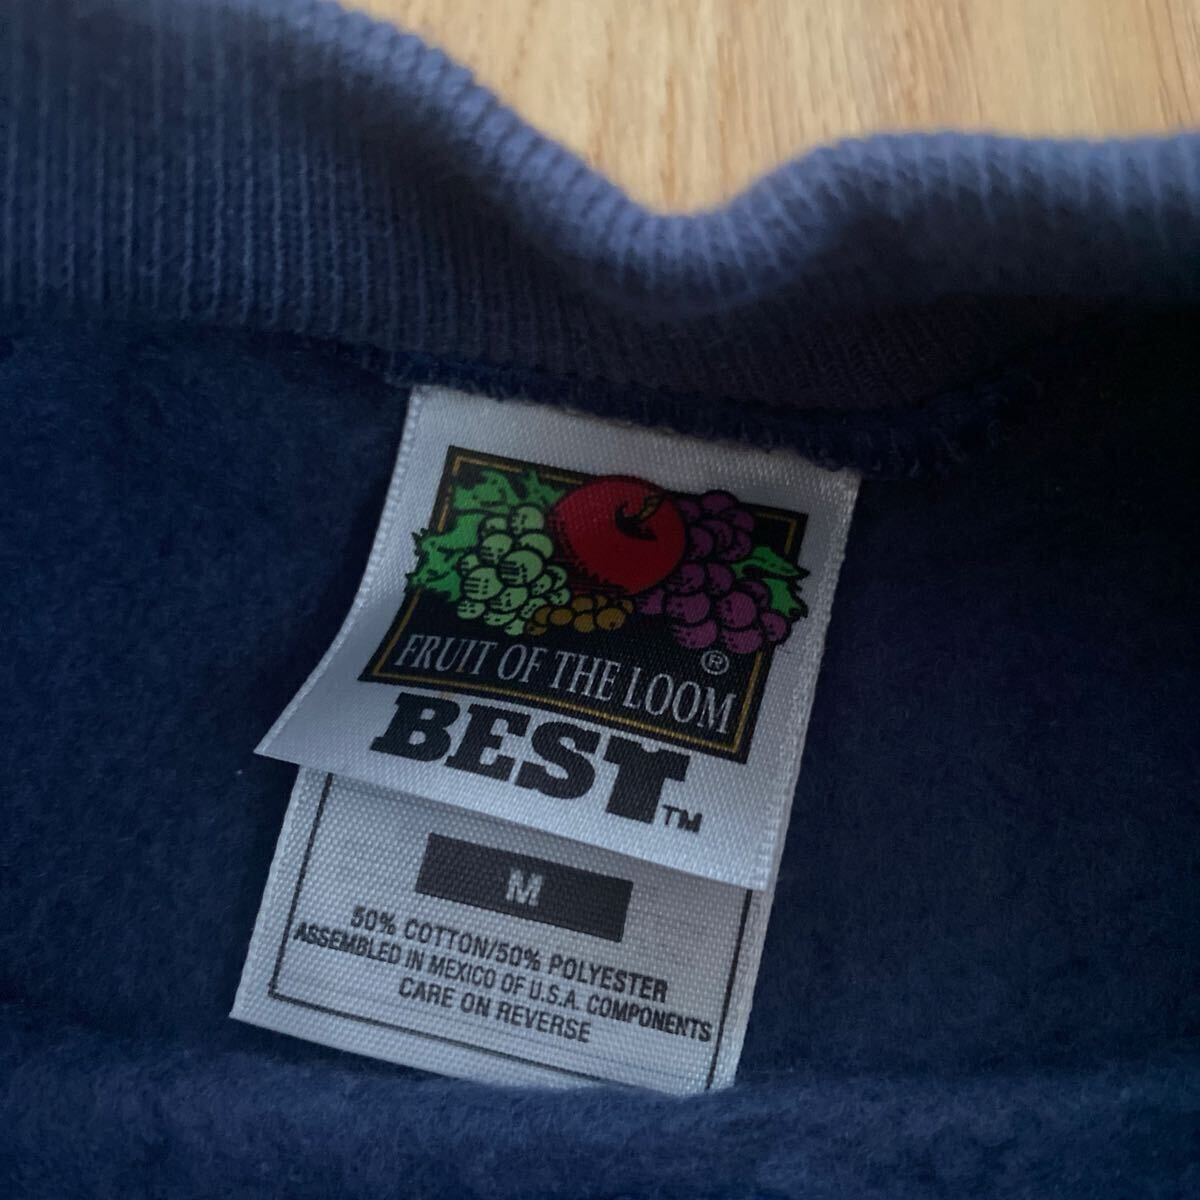 FRUIT OF THE LOOM®
BEST™
M
50% COTTON/50% POLYESTER
ASSEMBLED IN MEXICO OF U.S.A. COMPONENTS
CARE ON REVERSE